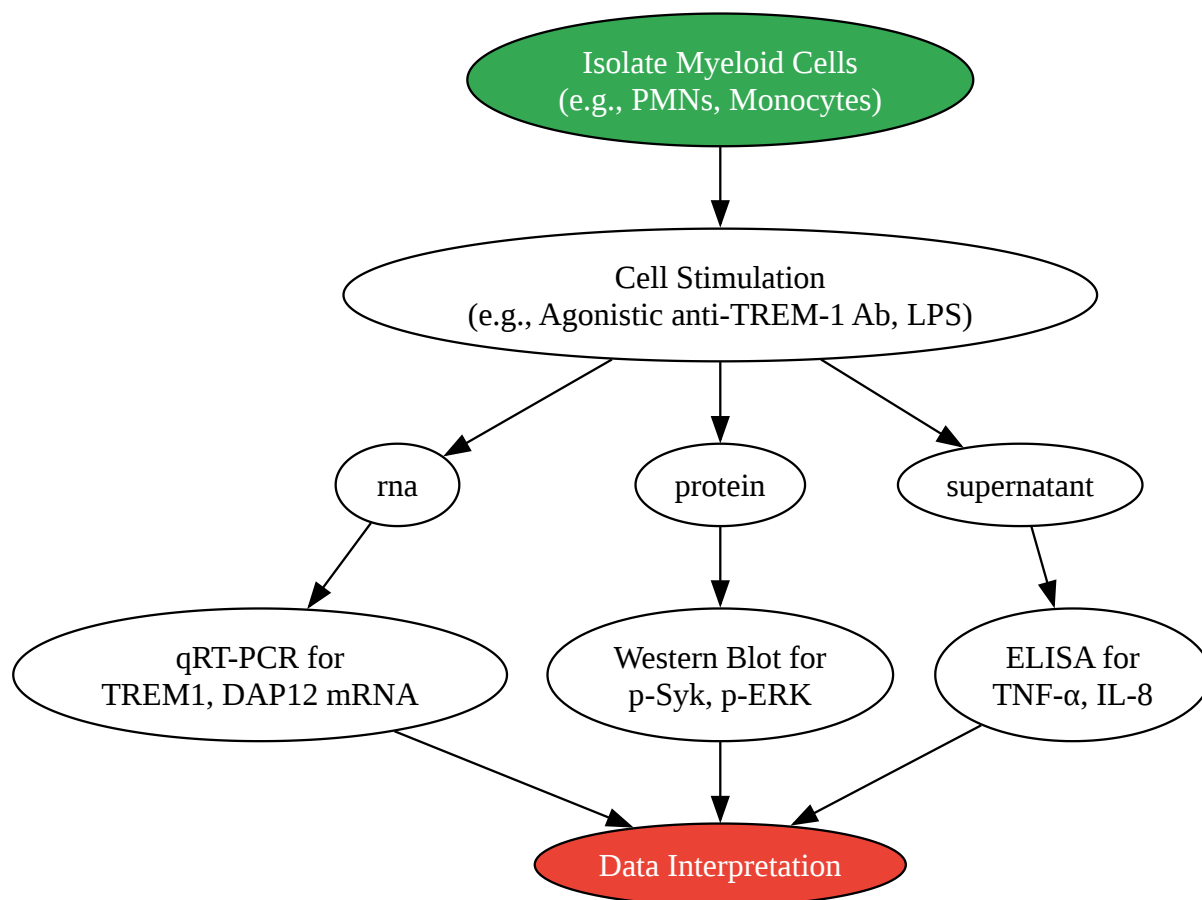 Isolate Myeloid Cells
(e.g., PMNs, Monocytes)
Cell Stimulation
(e.g., Agonistic anti-TREM-1 Ab, LPS)
rna
protein
supernatant
qRT-PCR for
TREM1, DAP12 mRNA
Western Blot for
p-Syk, p-ERK
ELISA for
TNF-α, IL-8
Data Interpretation